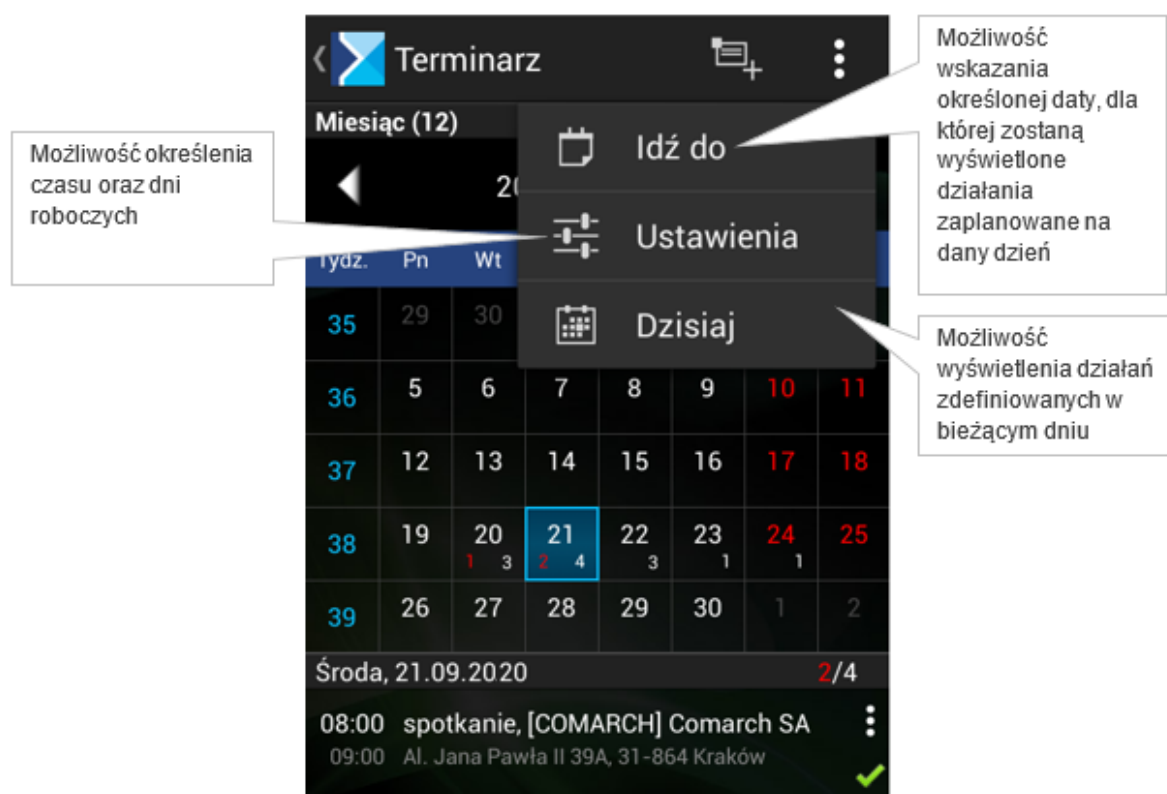 Terminarz
Możliwość
wskazania
określonej daty, dla
której zostaną
wyświetlone
działania
zaplanowane na
dany dzień
Miesiąc (12)
Idź do
Możliwość określenia
czasu oraz dni
roboczych
20
Ustawienia
Tydz. Pn Wt
Dzisiaj
Możliwość
wyświetlenia działań
zdefiniowanych w
bieżącym dniu
35 29 30
36 5 6 7 8 9 10 11
37 12 13 14 15 16 17 18
38 19 20 21 22 23 24 25
1 3 2 4 3 1 1
39 26 27 28 29 30 1 2
Środa, 21.09.2020 2/4
08:00 spotkanie, [COMARCH] Comarch SA
09:00 Al. Jana Pawła II 39A, 31-864 Kraków